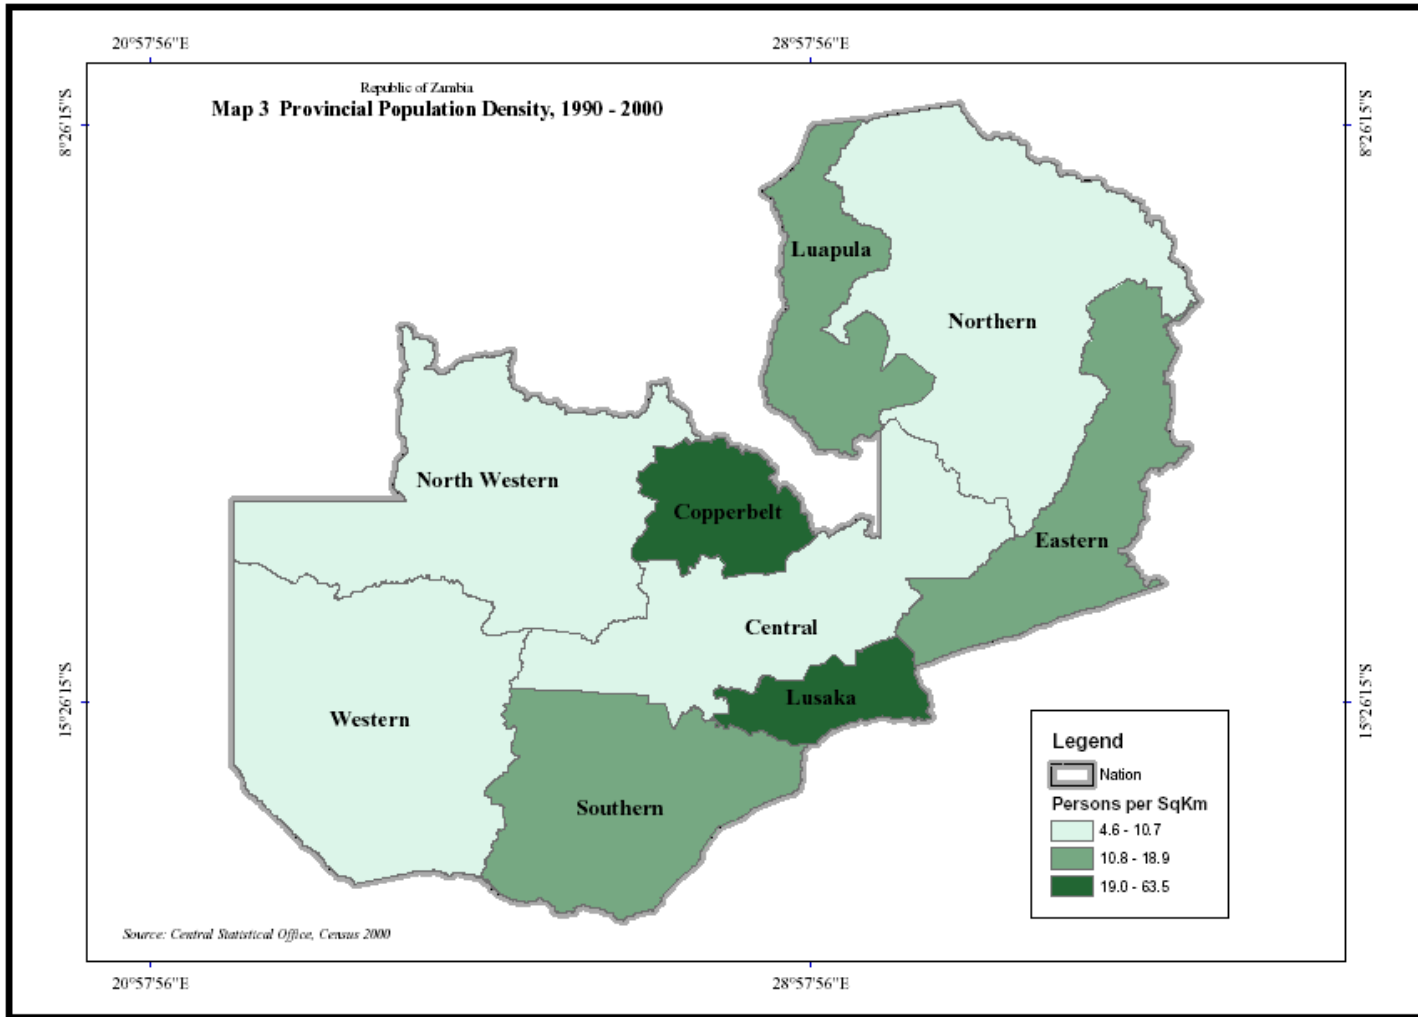 20°57'56"E
28°57'56"E
Republic of Zambia
Map 3 Provincial Population Density, 1990 - 2000
8°26'15"S
8°26'15"S
Luapula
Northern
North Western
Copperbelt
Eastern
Central
15°26'15"S
15°26'15"S
Lusaka
Western
Southern
Legend
Nation
Persons per SqKm
4.6 - 10.7
10.8 - 18.9
19.0 - 63.5
Source: Central Statistical Office, Census 2000
20°57'56"E
28°57'56"E